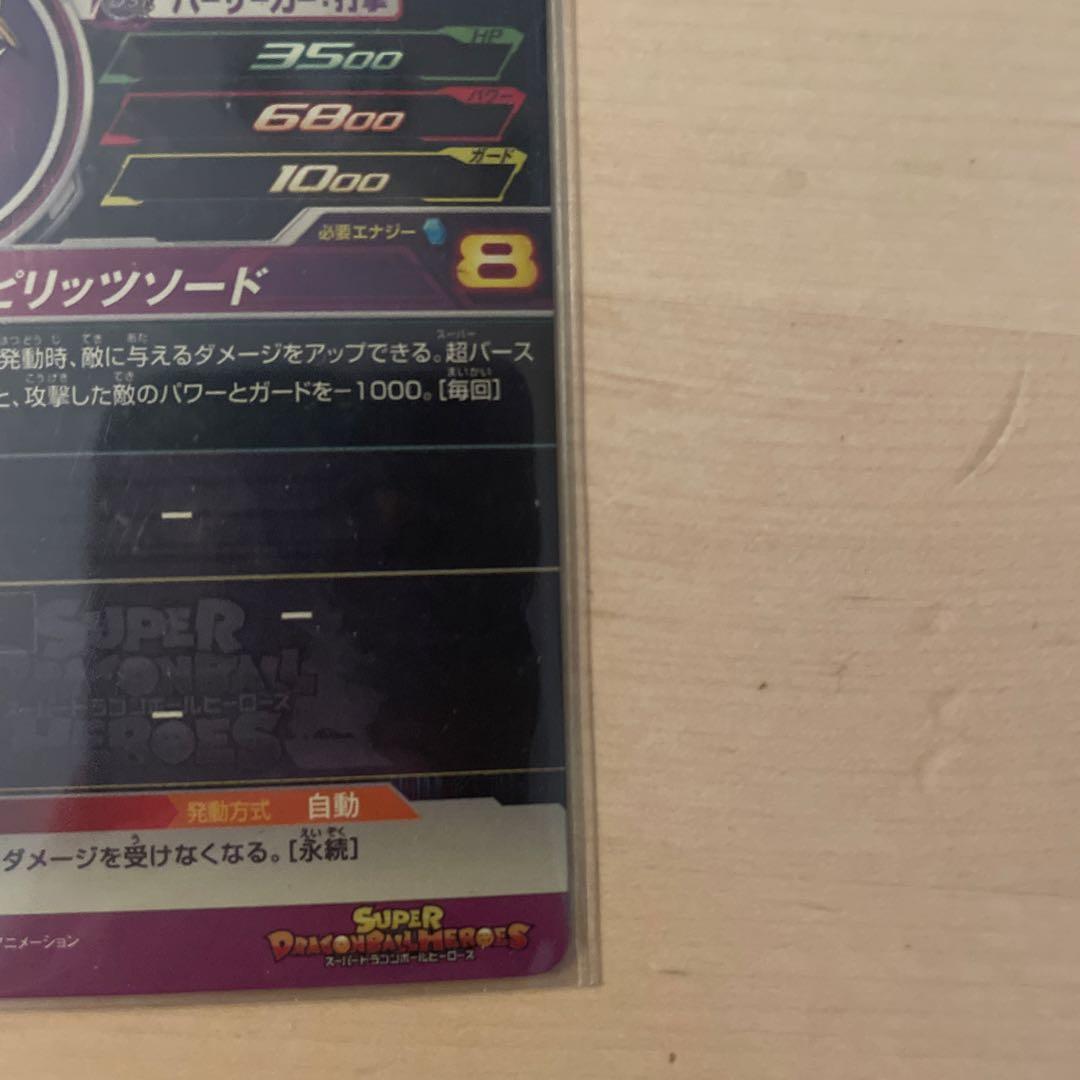 バーサーカー・打撃
HP
3500
パワー
6800
ガード
1000
必要エナジー 8
ピリッツソード
発動時、敵に与えるダメージをアップできる。超バース
と、攻撃した敵のパワーとガードを−1000。[毎回]
−
−
SUPER
DRAGONBALL
スーパードラゴンボールヒーローズ
HEROES
−
発動方式 自動
ダメージを受けなくなる。[永続]
アニメーション
SUPER
DRAGONBALL HEROES
スーパードラゴンボールヒーローズ